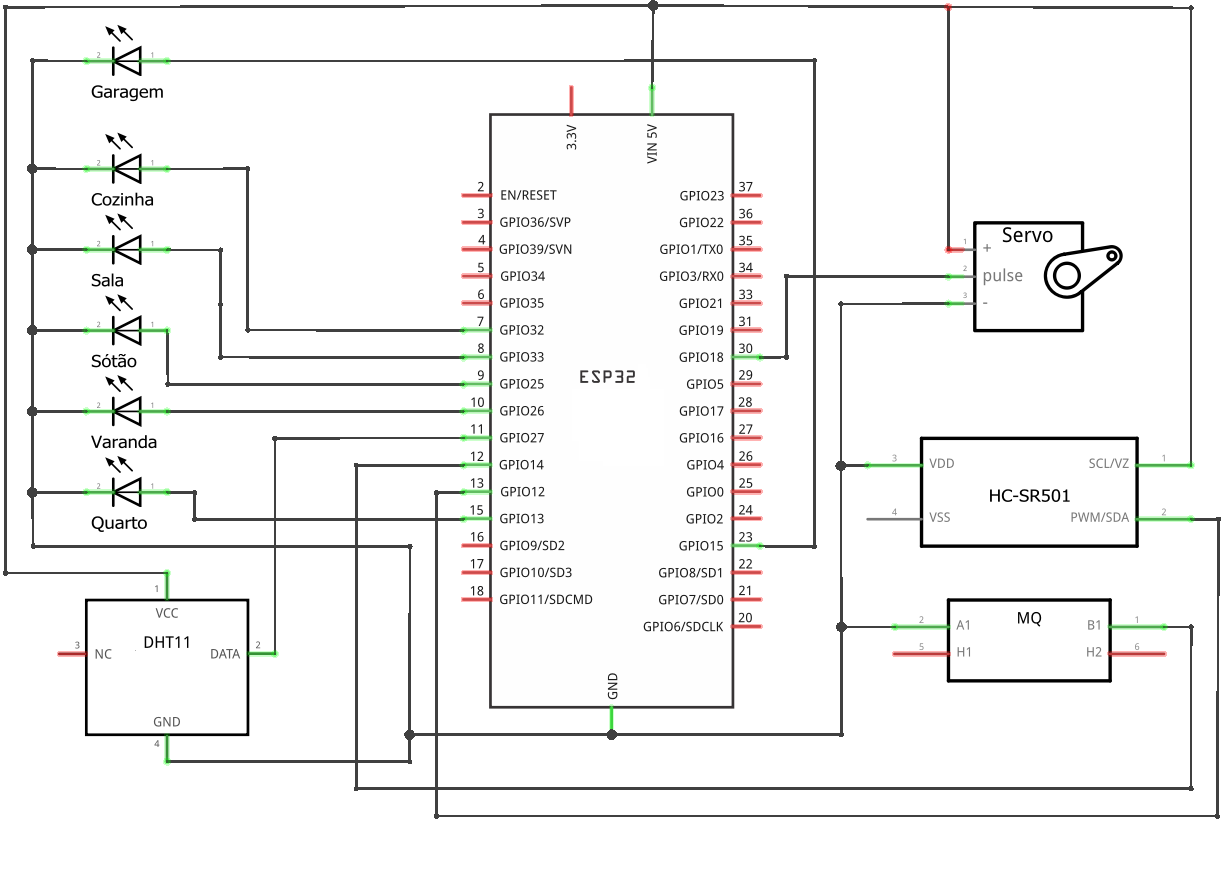 2 1
Garagem
2 1
Cozinha
2 1
Sala
2 1
Sótão
2 1
Varanda
2 1
Quarto
3.3V
VIN 5V
2 EN/RESET
3 GPIO36/SVP
4 GPIO39/SVN
5 GPIO34
6 GPIO35
7 GPIO32
8 GPIO33
9 GPIO25
10 GPIO26
11 GPIO27
12 GPIO14
13 GPIO12
15 GPIO13
16 GPIO9/SD2
17 GPIO10/SD3
18 GPIO11/SDCMD
ESP32
GPIO23 37
GPIO22 36
GPIO1/TX0 35
GPIO3/RX0 34
GPIO21 33
GPIO19 31
GPIO18 30
GPIO5 29
GPIO17 28
GPIO16 27
GPIO4 26
GPIO0 25
GPIO2 24
GPIO15 23
GPIO8/SD1 22
GPIO7/SD0 21
GPIO6/SDCLK 20
GND
1
VCC
DHT11
3 NC
DATA 2
GND
4
Servo
1 +
2 pulse
3 -
3 VDD
SCL/VZ 1
HC-SR501
4 VSS
PWM/SDA 2
MQ
2 A1
B1 1
5 H1
H2 6